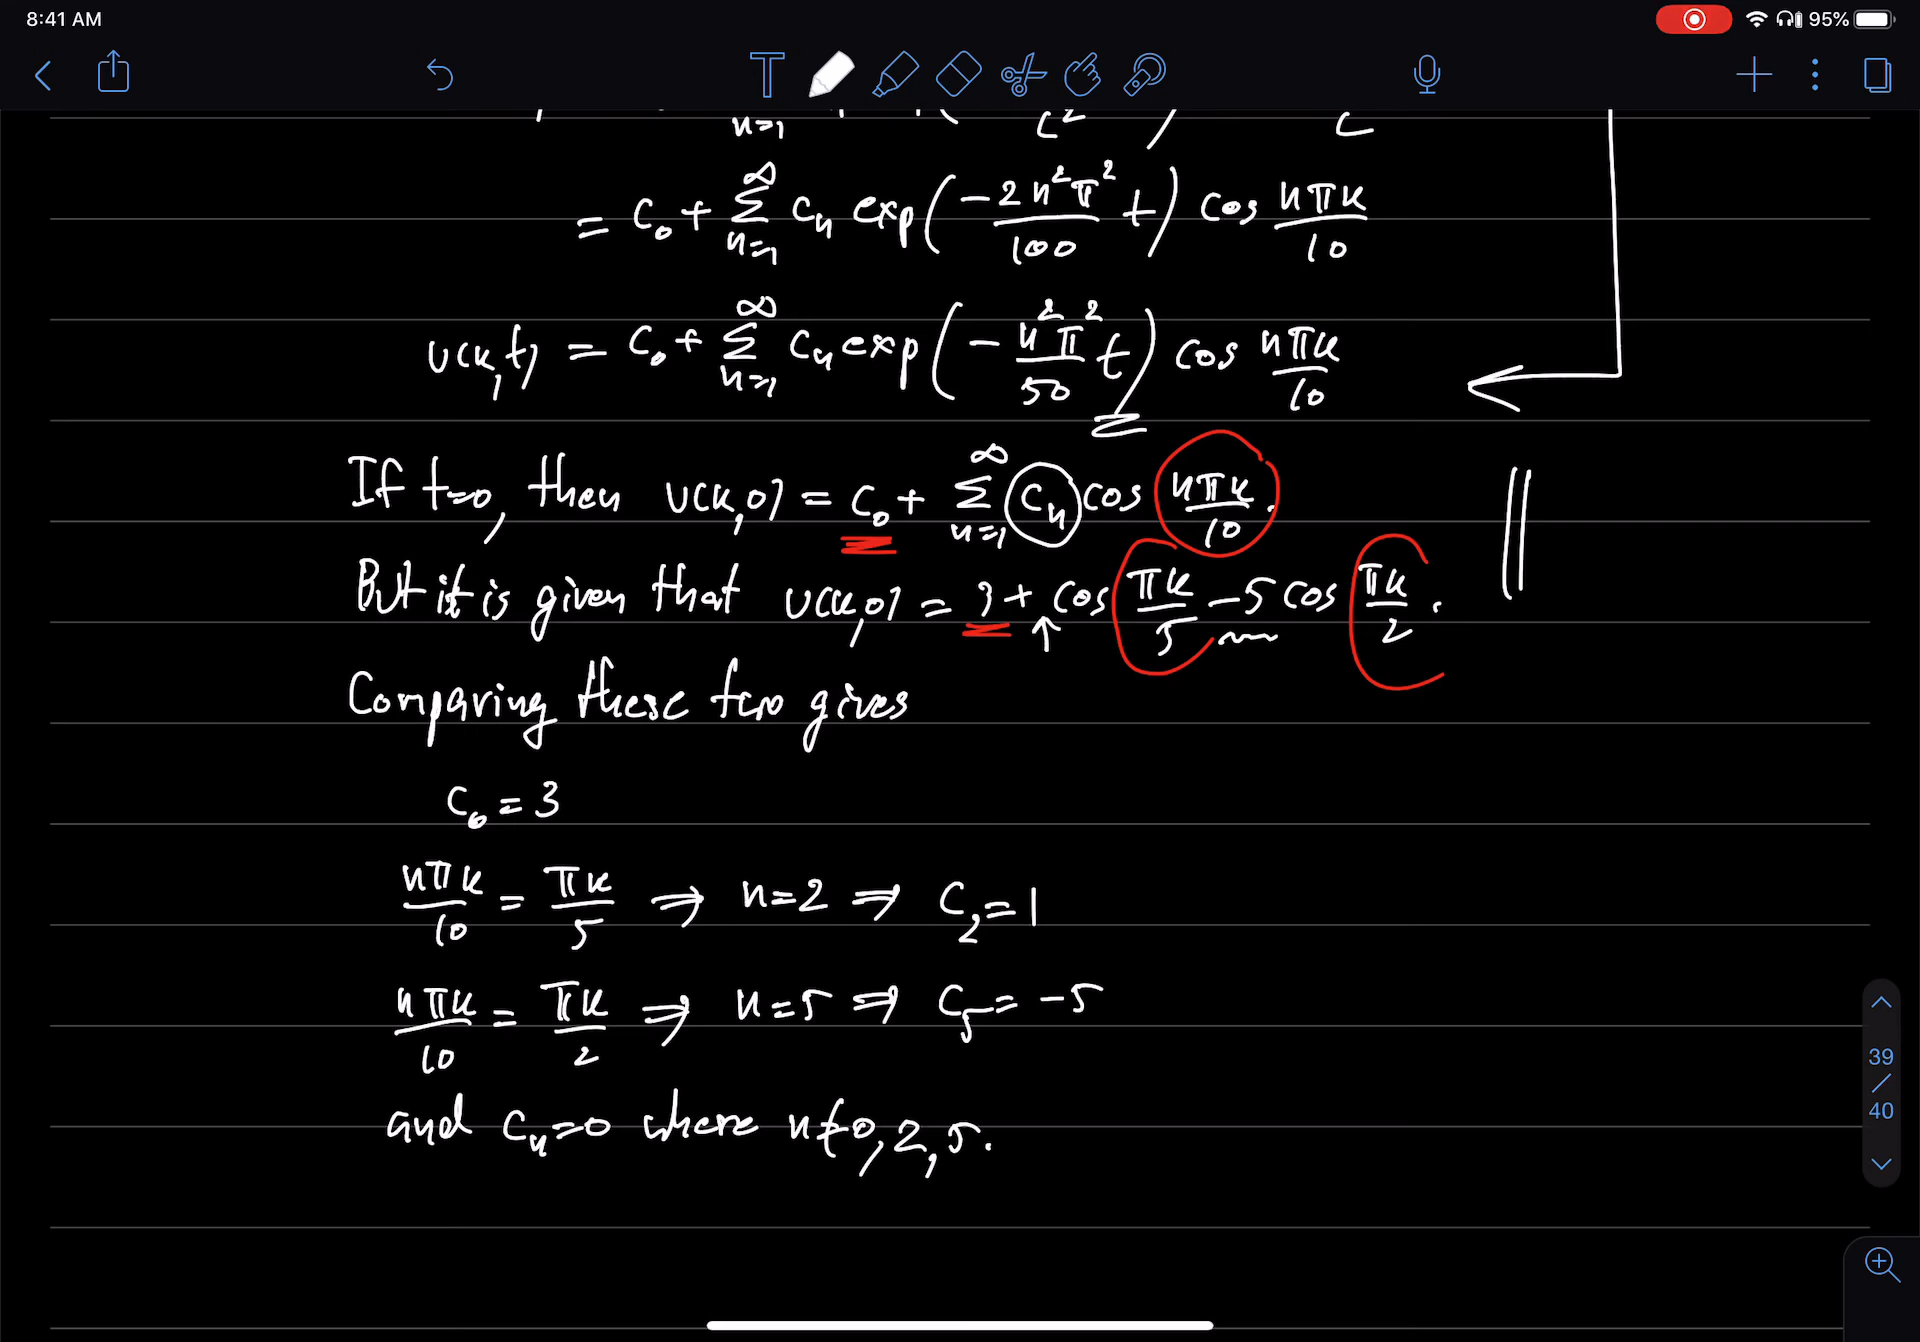 8:41 AM
95%
T
n=1 L² L
= C₀ + ∑_{n=1}^{∞} Cₙ exp(-2n²π²/100 t) cos nπx/10
u(x,t) = C₀ + ∑_{n=1}^{∞} Cₙ exp(-n²π²/50 t) cos nπx/10
If t=0, then u(x,0) = C₀ + ∑_{n=1}^{∞} Cₙ cos nπx/10.
But it is given that u(x,0) = 3 + cos πx/5 - 5 cos πx/2.
Comparing these two gives
C₀ = 3
nπx/10 = πx/5 ⇒ n=2 ⇒ C₂ = 1
nπx/10 = πx/2 ⇒ n=5 ⇒ C₅ = -5
and Cₙ=0 where n≠0, 2, 5.
39
/
40